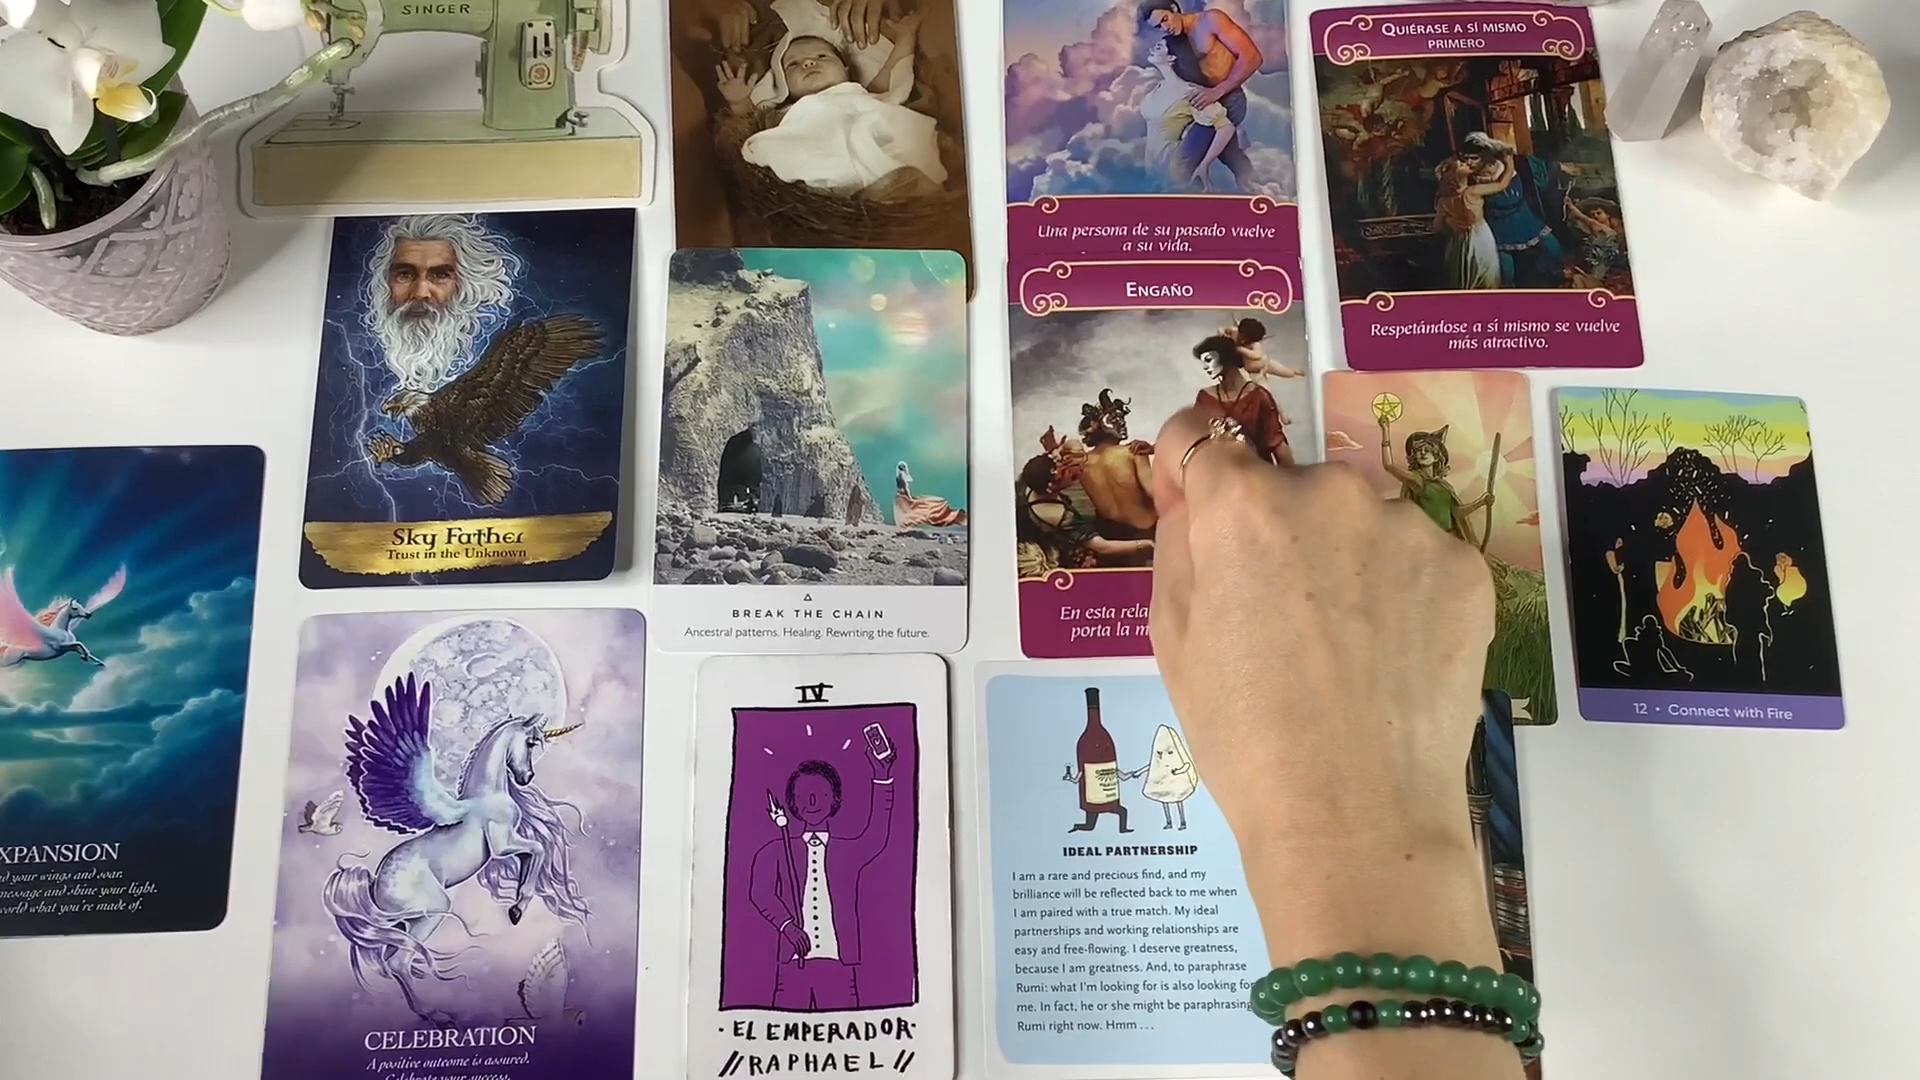 SINGER
QUIÉRASE A SÍ MISMO
PRIMERO
Una persona de su pasado vuelve
a su vida.
ENGAÑO
Respetándose a sí mismo se vuelve
más atractivo.
Sky Father
Trust in the Unknown
BREAK THE CHAIN
Ancestral patterns. Healing. Rewriting the future.
En esta
porta la
12 • Connect with Fire
XPANSION
your wings and soar.
message and shine your light.
world what you're made of.
CELEBRATION
A positive outcome is assured.
Celebrate your success.
IV
·EL EMPERADOR·
//RAPHAEL//
IDEAL PARTNERSHIP
I am a rare and precious find, and my
brilliance will be reflected back to me when
I am paired with a true match. My ideal
partnerships and working relationships are
easy and free-flowing. I deserve greatness,
because I am greatness. And, to paraphrase
Rumi: what I'm looking for is also looking for
me. In fact, he or she might be paraphrasing
Rumi right now. Hmm ...